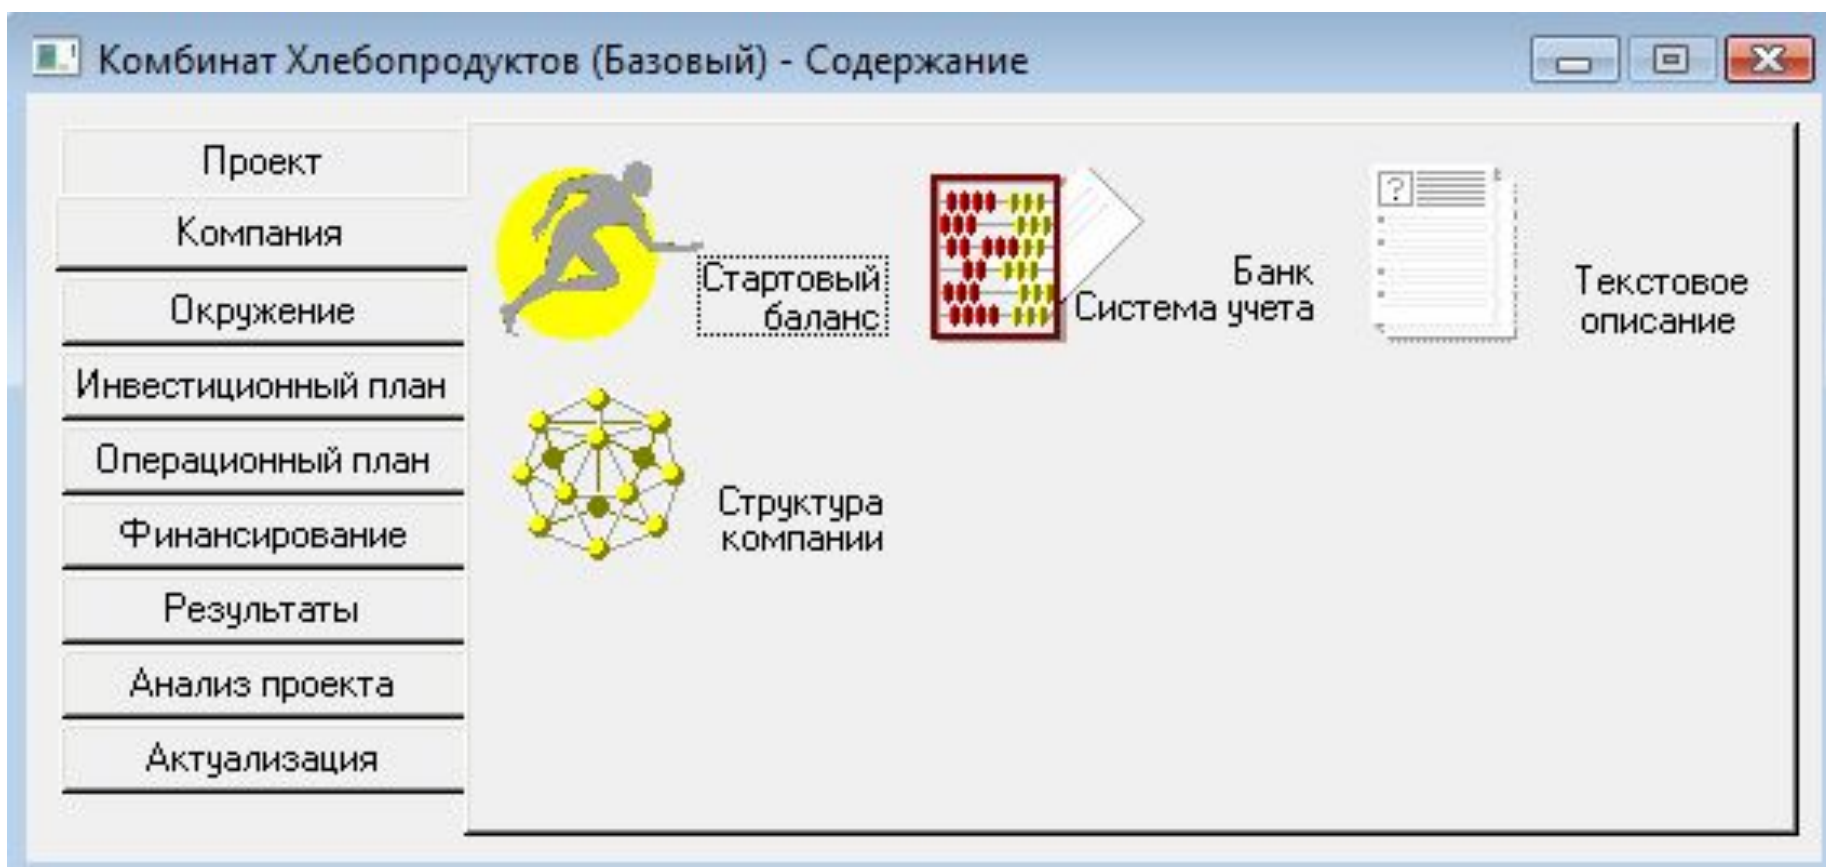 Комбинат Хлебопродуктов (Базовый) - Содержание
Проект
Компания
Окружение
Инвестиционный план
Операционный план
Финансирование
Результаты
Анализ проекта
Актуализация
Стартовый
баланс
Банк
Система учета
?
Текстовое
описание
Структура
компании